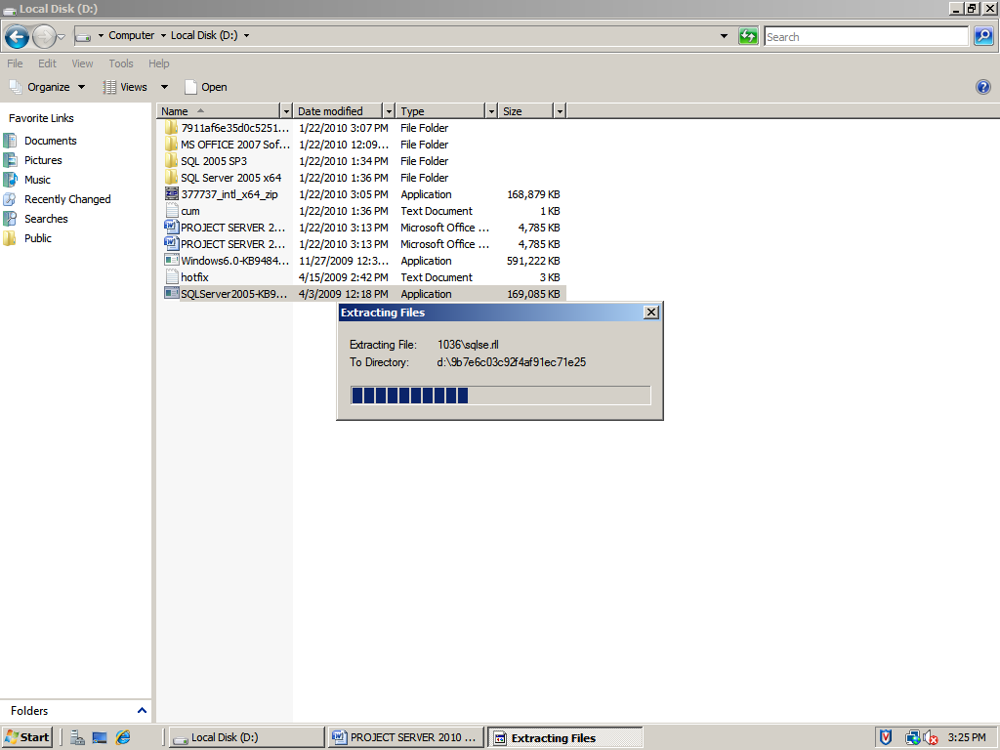 Local Disk (D:)
Computer Local Disk (D:) Search
File Edit View Tools Help
Organize Views Open
Favorite Links
Documents
Pictures
Music
Recently Changed
Searches
Public
Name Date modified Type Size
7911af6e35d0c5251... 1/22/2010 3:07 PM File Folder
MS OFFICE 2007 Sof... 1/22/2010 12:09... File Folder
SQL 2005 SP3 1/22/2010 1:34 PM File Folder
SQL Server 2005 x64 1/22/2010 1:36 PM File Folder
377737_intl_x64_zip 1/22/2010 3:05 PM Application 168,879 KB
cum 1/22/2010 1:36 PM Text Document 1 KB
PROJECT SERVER 2... 1/22/2010 3:13 PM Microsoft Office ... 4,785 KB
PROJECT SERVER 2... 1/22/2010 3:13 PM Microsoft Office ... 4,785 KB
Windows6.0-KB9484... 11/27/2009 12:3... Application 591,222 KB
hotfix 4/15/2009 2:42 PM Text Document 3 KB
SQLServer2005-KB9... 4/3/2009 12:18 PM Application 169,085 KB
Extracting Files
Extracting File: 1036\sqlse.rll
To Directory: d:\9b7e6c03c92f4af91ec71e25
Folders
Start Local Disk (D:) PROJECT SERVER 2010 ... Extracting Files 3:25 PM